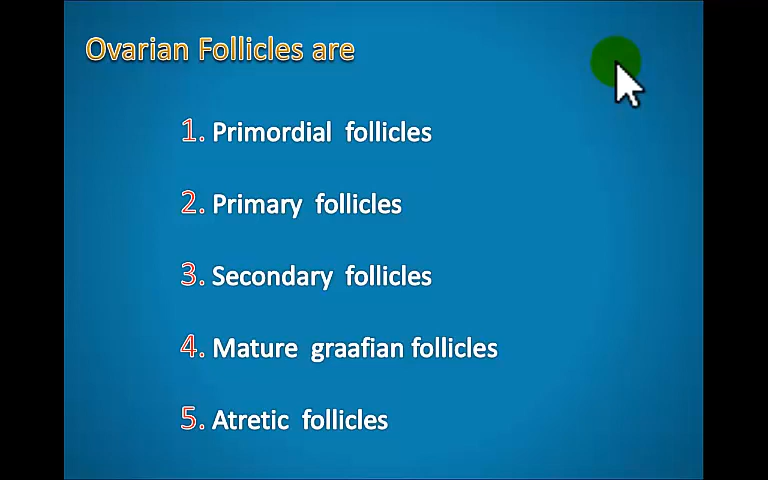 Ovarian Follicles are
1. Primordial follicles
2. Primary follicles
3. Secondary follicles
4. Mature graafian follicles
5. Atretic follicles